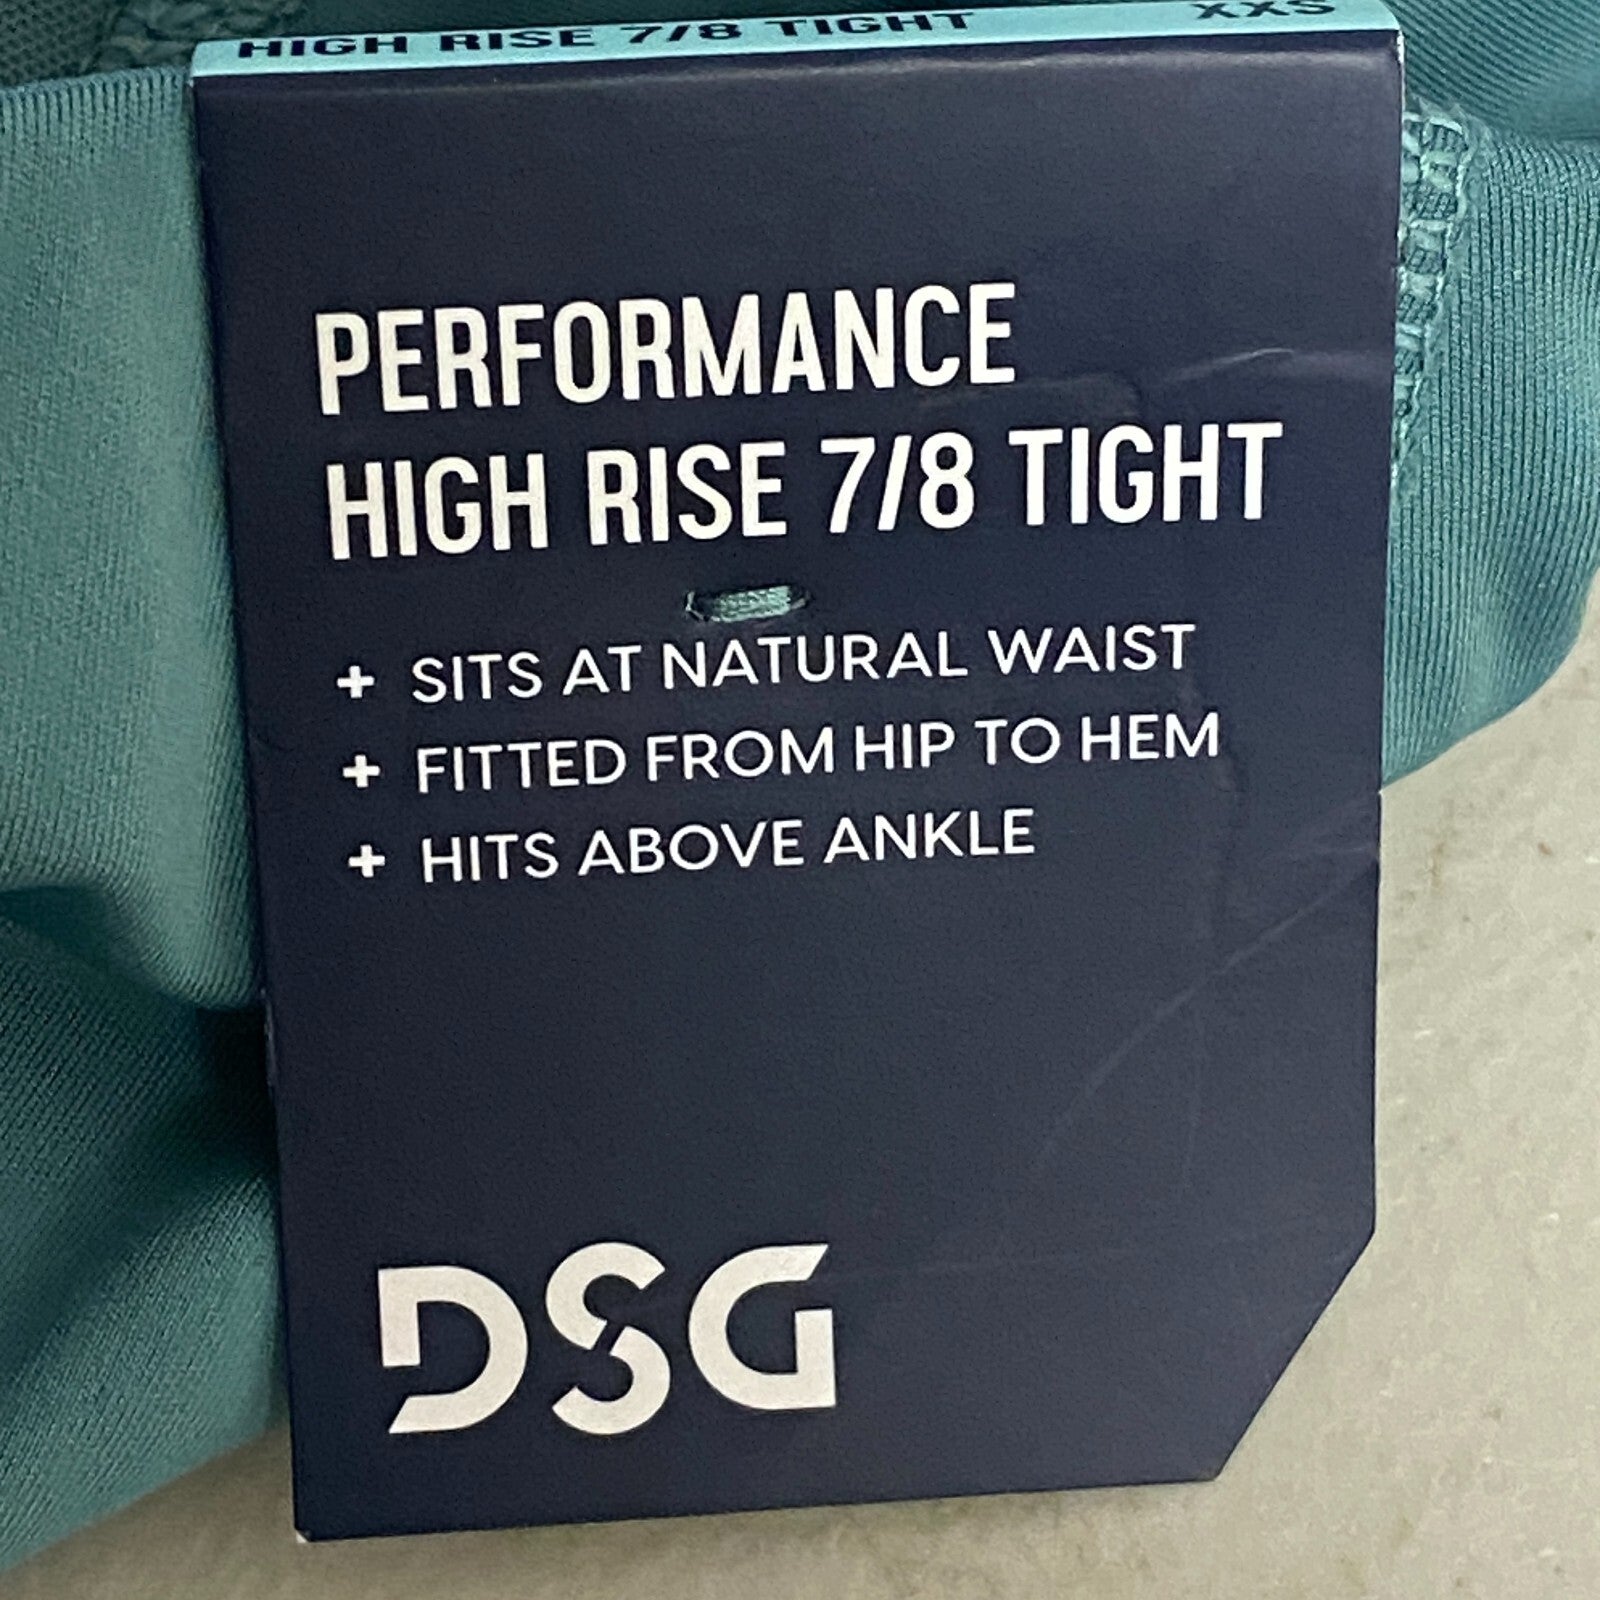 HIGH RISE 7/8 TIGHT XXS
PERFORMANCE
HIGH RISE 7/8 TIGHT
+ SITS AT NATURAL WAIST
+ FITTED FROM HIP TO HEM
+ HITS ABOVE ANKLE
DSG